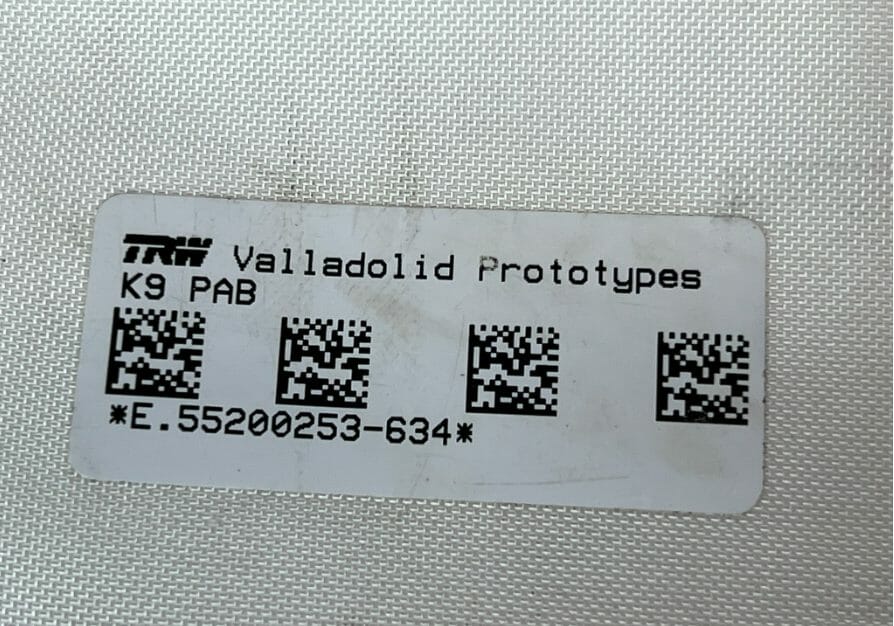 TRW Valladolid Prototypes
K9 PAB
*E.55200253-634*